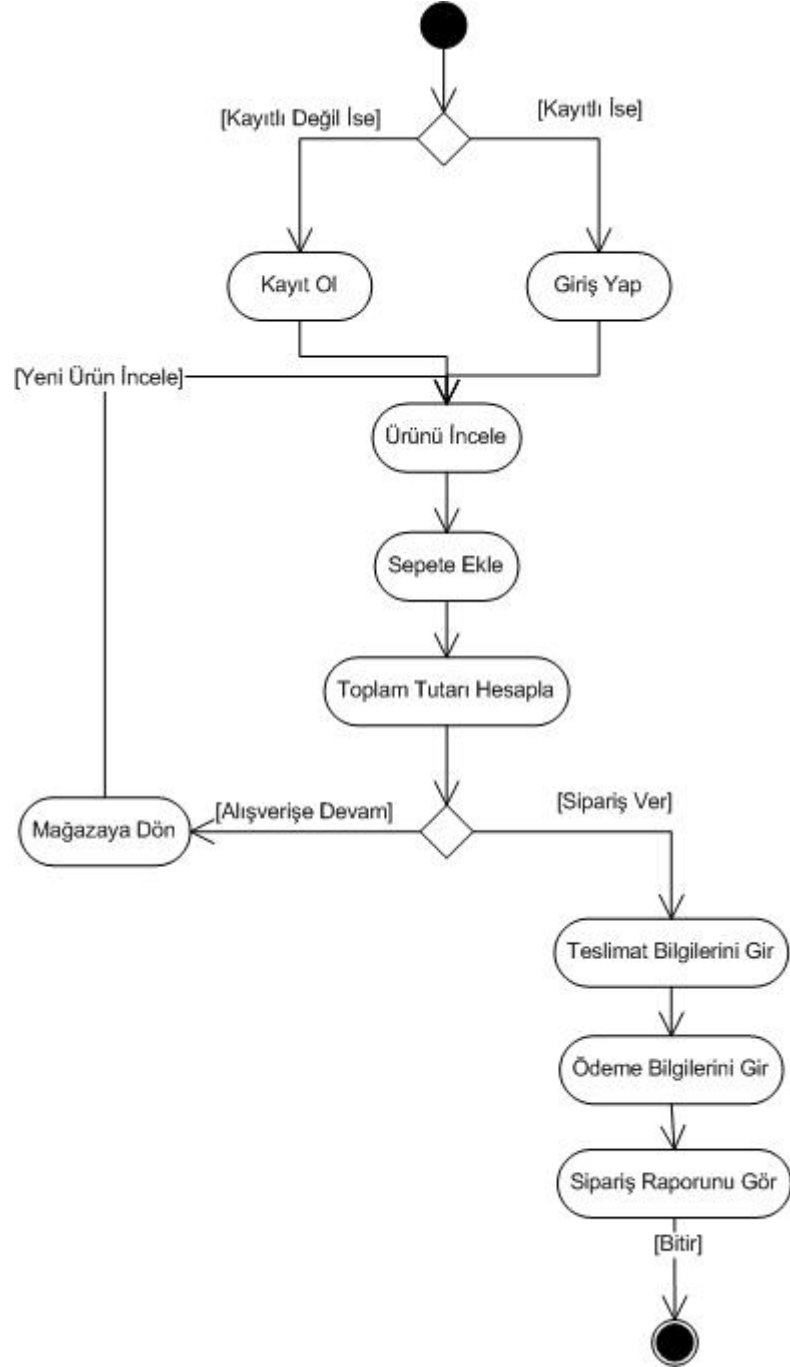 [Kayıtlı Değil İse]
[Kayıtlı İse]
Kayıt Ol
Giriş Yap
[Yeni Ürün İncele]
Ürünü İncele
Sepete Ekle
Toplam Tutarı Hesapla
[Alışverişe Devam]
[Sipariş Ver]
Mağazaya Dön
Teslimat Bilgilerini Gir
Ödeme Bilgilerini Gir
Sipariş Raporunu Gör
[Bitir]